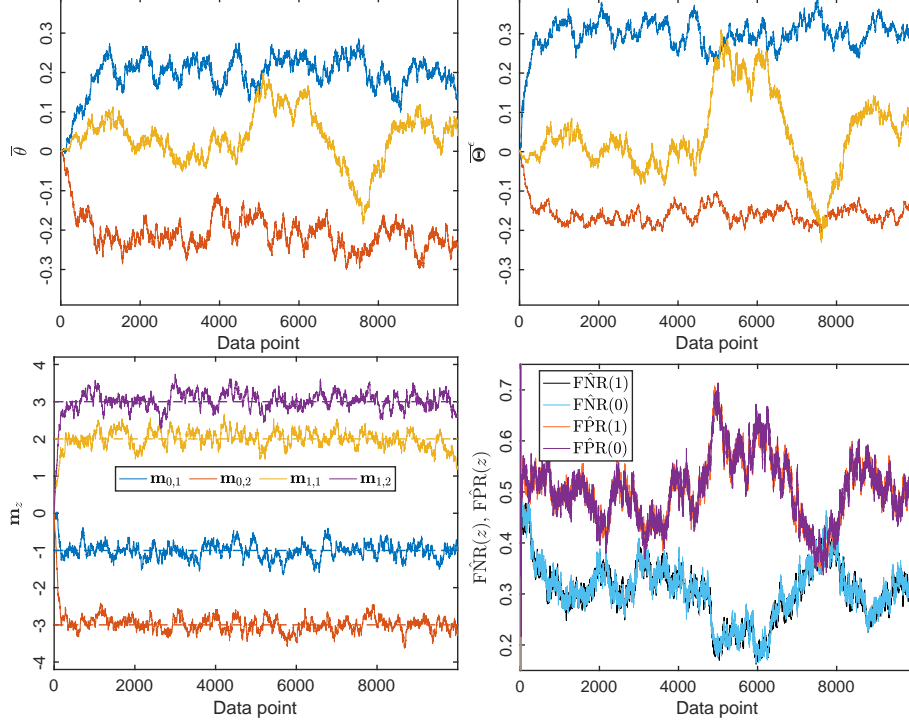 0.3
0.2
0.1
0
-0.1
-0.2
-0.3
θ̅
0 2000 4000 6000 8000
Data point
0.3
0.2
0.1
0
-0.1
-0.2
-0.3
Θ̅^ϵ
0 2000 4000 6000 8000
Data point
4
3
2
1
0
-1
-2
-3
-4
m_z
m_{0,1} m_{0,2} m_{1,1} m_{1,2}
0 2000 4000 6000 8000
Data point
0.7
0.6
0.5
0.4
0.3
0.2
FN̂R(z), FP̂R(z)
FN̂R(1)
FN̂R(0)
FP̂R(1)
FP̂R(0)
0 2000 4000 6000 8000
Data point